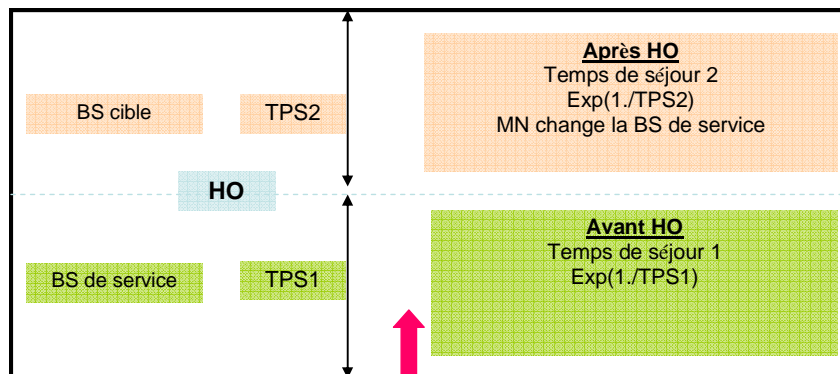 Après HO
Temps de séjour 2
Exp(1./TPS2)
MN change la BS de service
BS cible
TPS2
HO
Avant HO
Temps de séjour 1
Exp(1./TPS1)
BS de service
TPS1